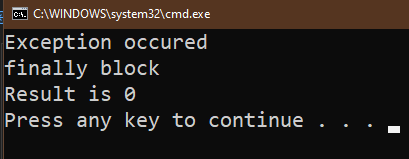 C:\WINDOWS\system32\cmd.exe
Exception occured
finally block
Result is 0
Press any key to continue . . .